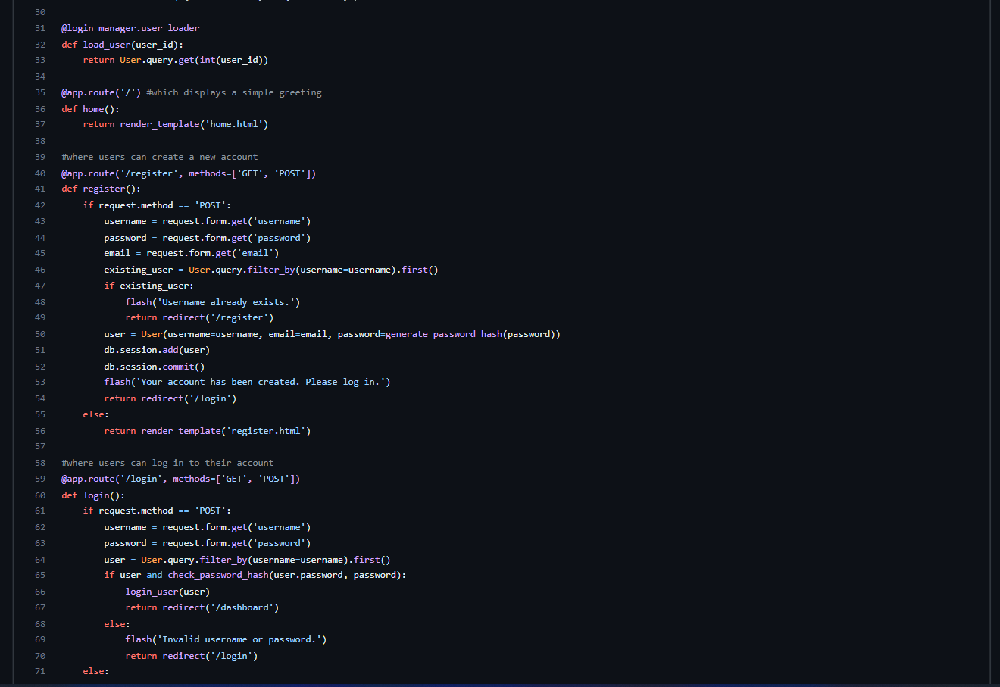 30
31 @login_manager.user_loader
32 def load_user(user_id):
33     return User.query.get(int(user_id))
34
35 @app.route('/') #which displays a simple greeting
36 def home():
37     return render_template('home.html')
38
39 #where users can create a new account
40 @app.route('/register', methods=['GET', 'POST'])
41 def register():
42     if request.method == 'POST':
43         username = request.form.get('username')
44         password = request.form.get('password')
45         email = request.form.get('email')
46         existing_user = User.query.filter_by(username=username).first()
47         if existing_user:
48             flash('Username already exists.')
49             return redirect('/register')
50         user = User(username=username, email=email, password=generate_password_hash(password))
51         db.session.add(user)
52         db.session.commit()
53         flash('Your account has been created. Please log in.')
54         return redirect('/login')
55     else:
56         return render_template('register.html')
57
58 #where users can log in to their account
59 @app.route('/login', methods=['GET', 'POST'])
60 def login():
61     if request.method == 'POST':
62         username = request.form.get('username')
63         password = request.form.get('password')
64         user = User.query.filter_by(username=username).first()
65         if user and check_password_hash(user.password, password):
66             login_user(user)
67             return redirect('/dashboard')
68         else:
69             flash('Invalid username or password.')
70             return redirect('/login')
71     else: